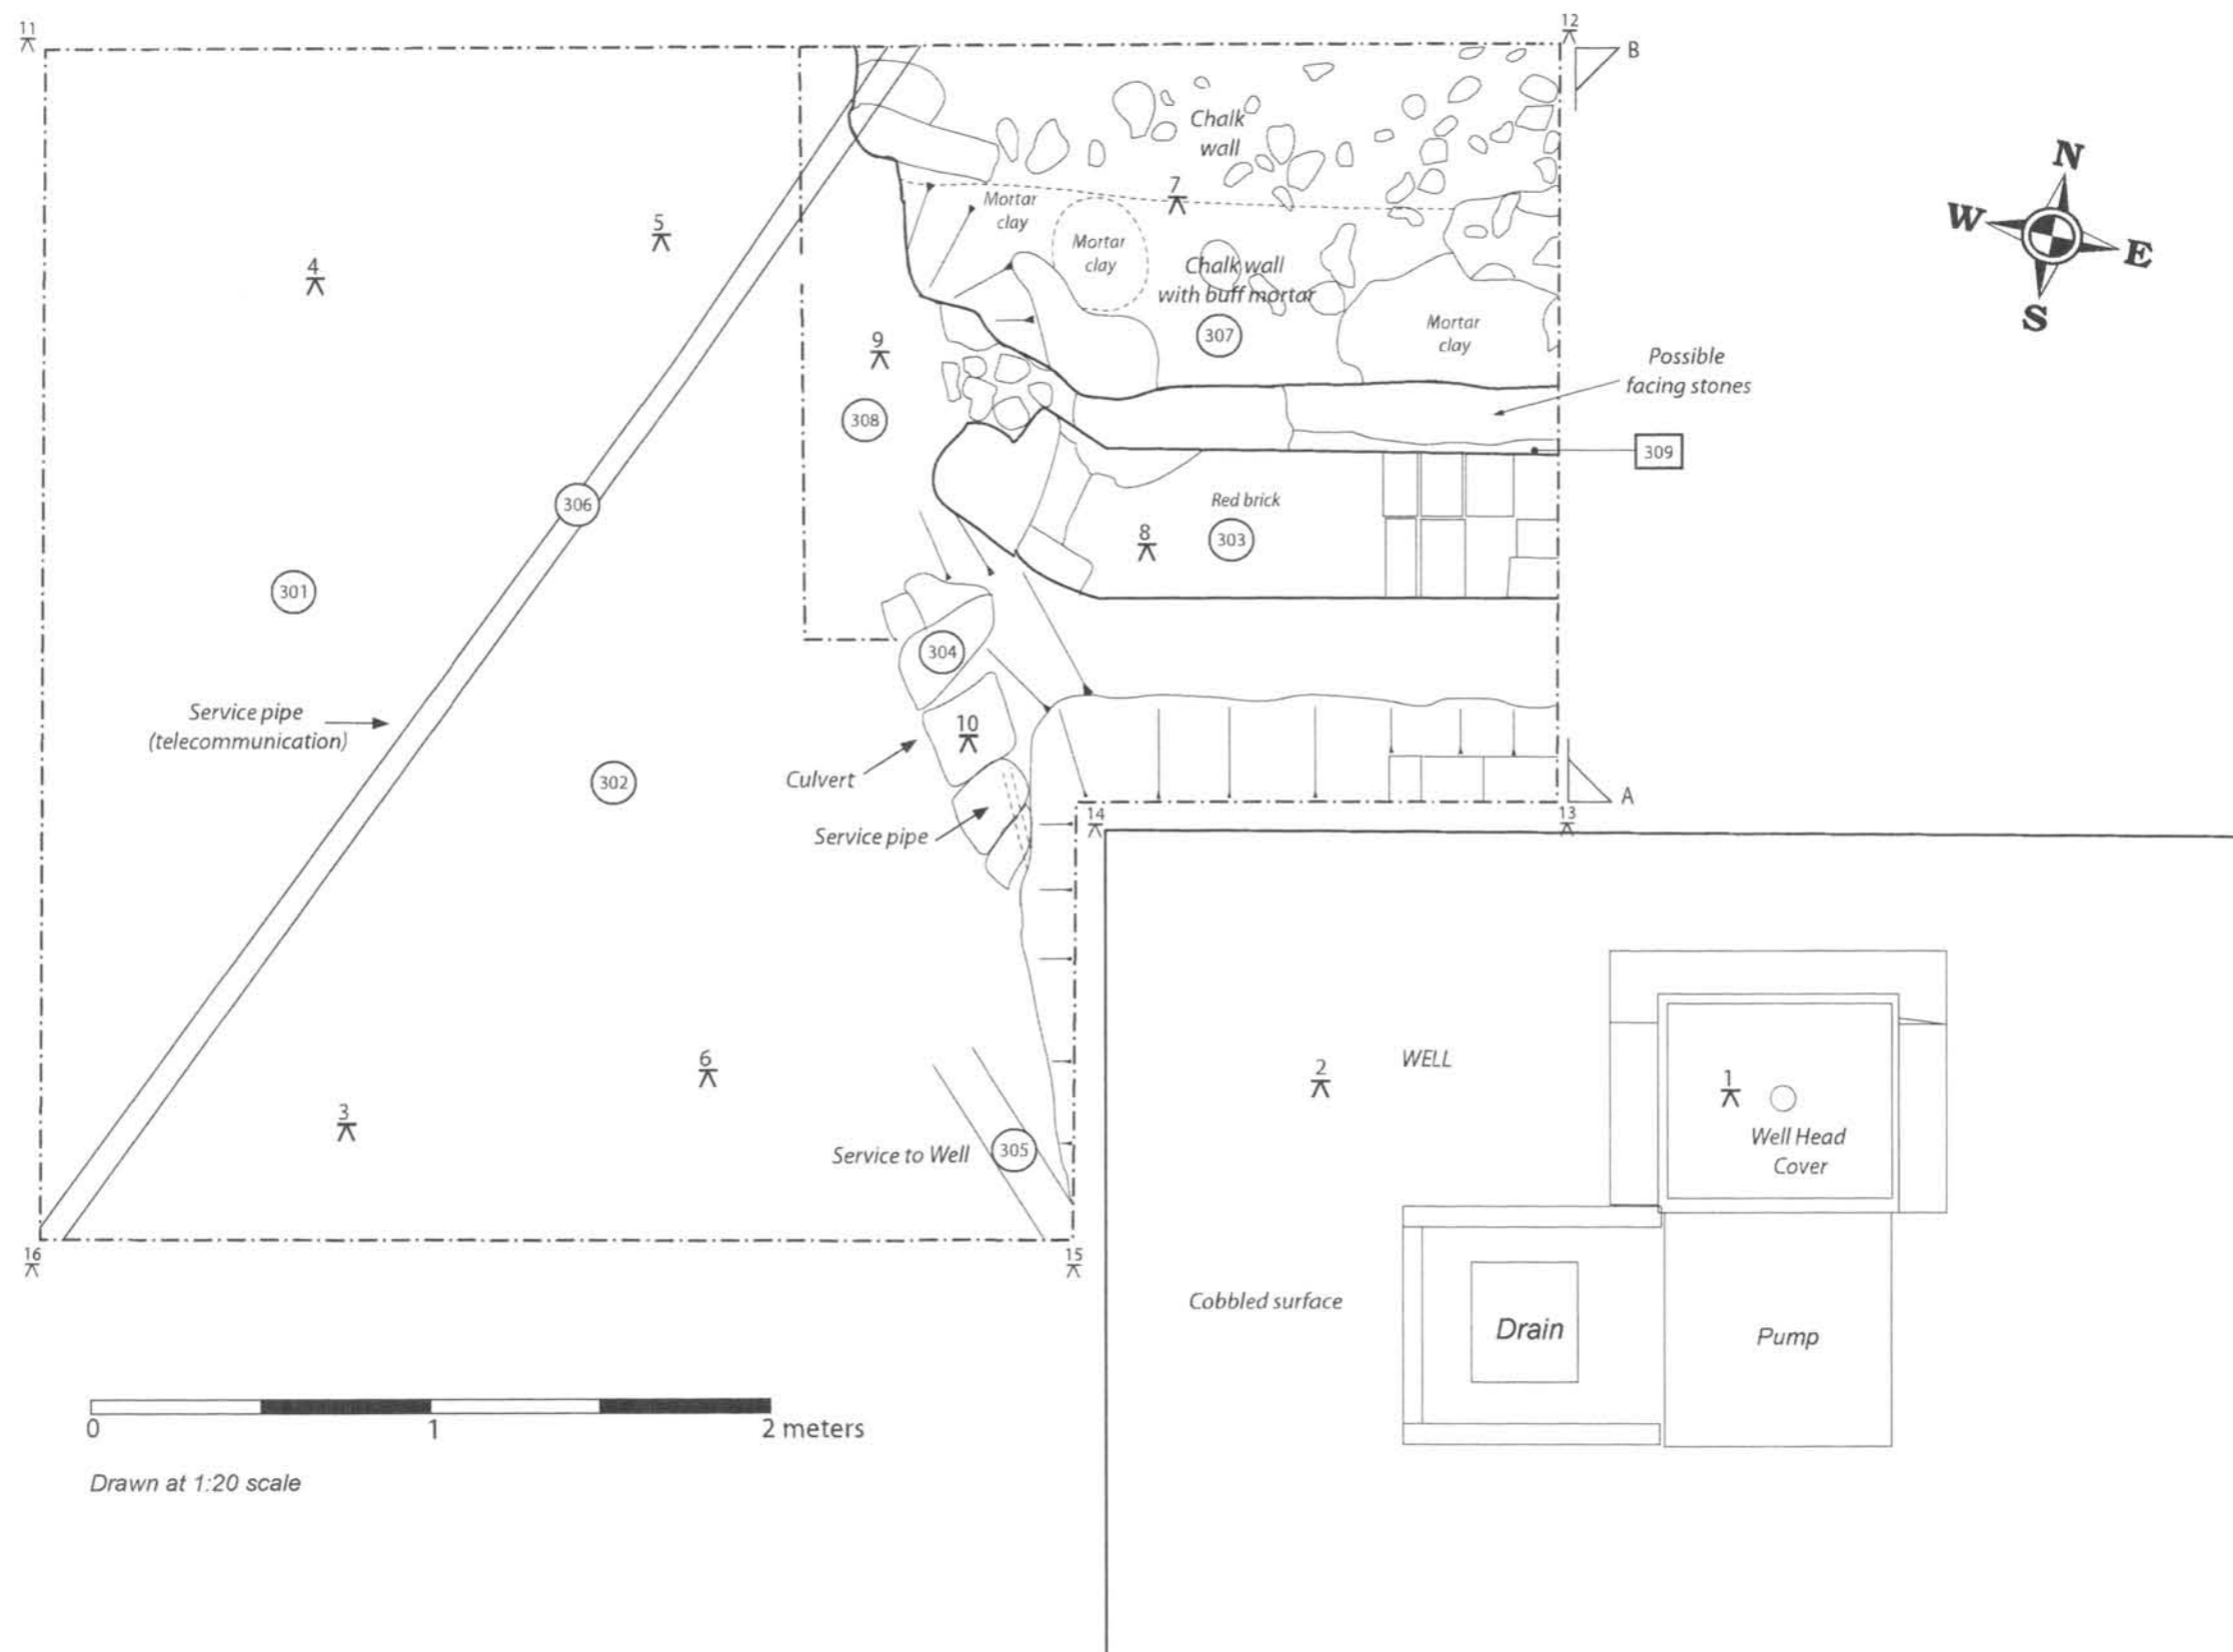 11
12
B
N
W
E
S
Chalk
wall
7
5
4
Mortar
clay
Mortar
clay
Chalk wall
with buff mortar
307
Mortar
clay
9
308
Possible
facing stones
309
306
Red brick
8
303
301
304
Service pipe
(telecommunication)
10
Culvert
302
Service pipe
14
13
A
6
3
Service to Well
305
2
WELL
1
Well Head
Cover
16
15
Cobbled surface
Drain
Pump
0
1
2 meters
Drawn at 1:20 scale